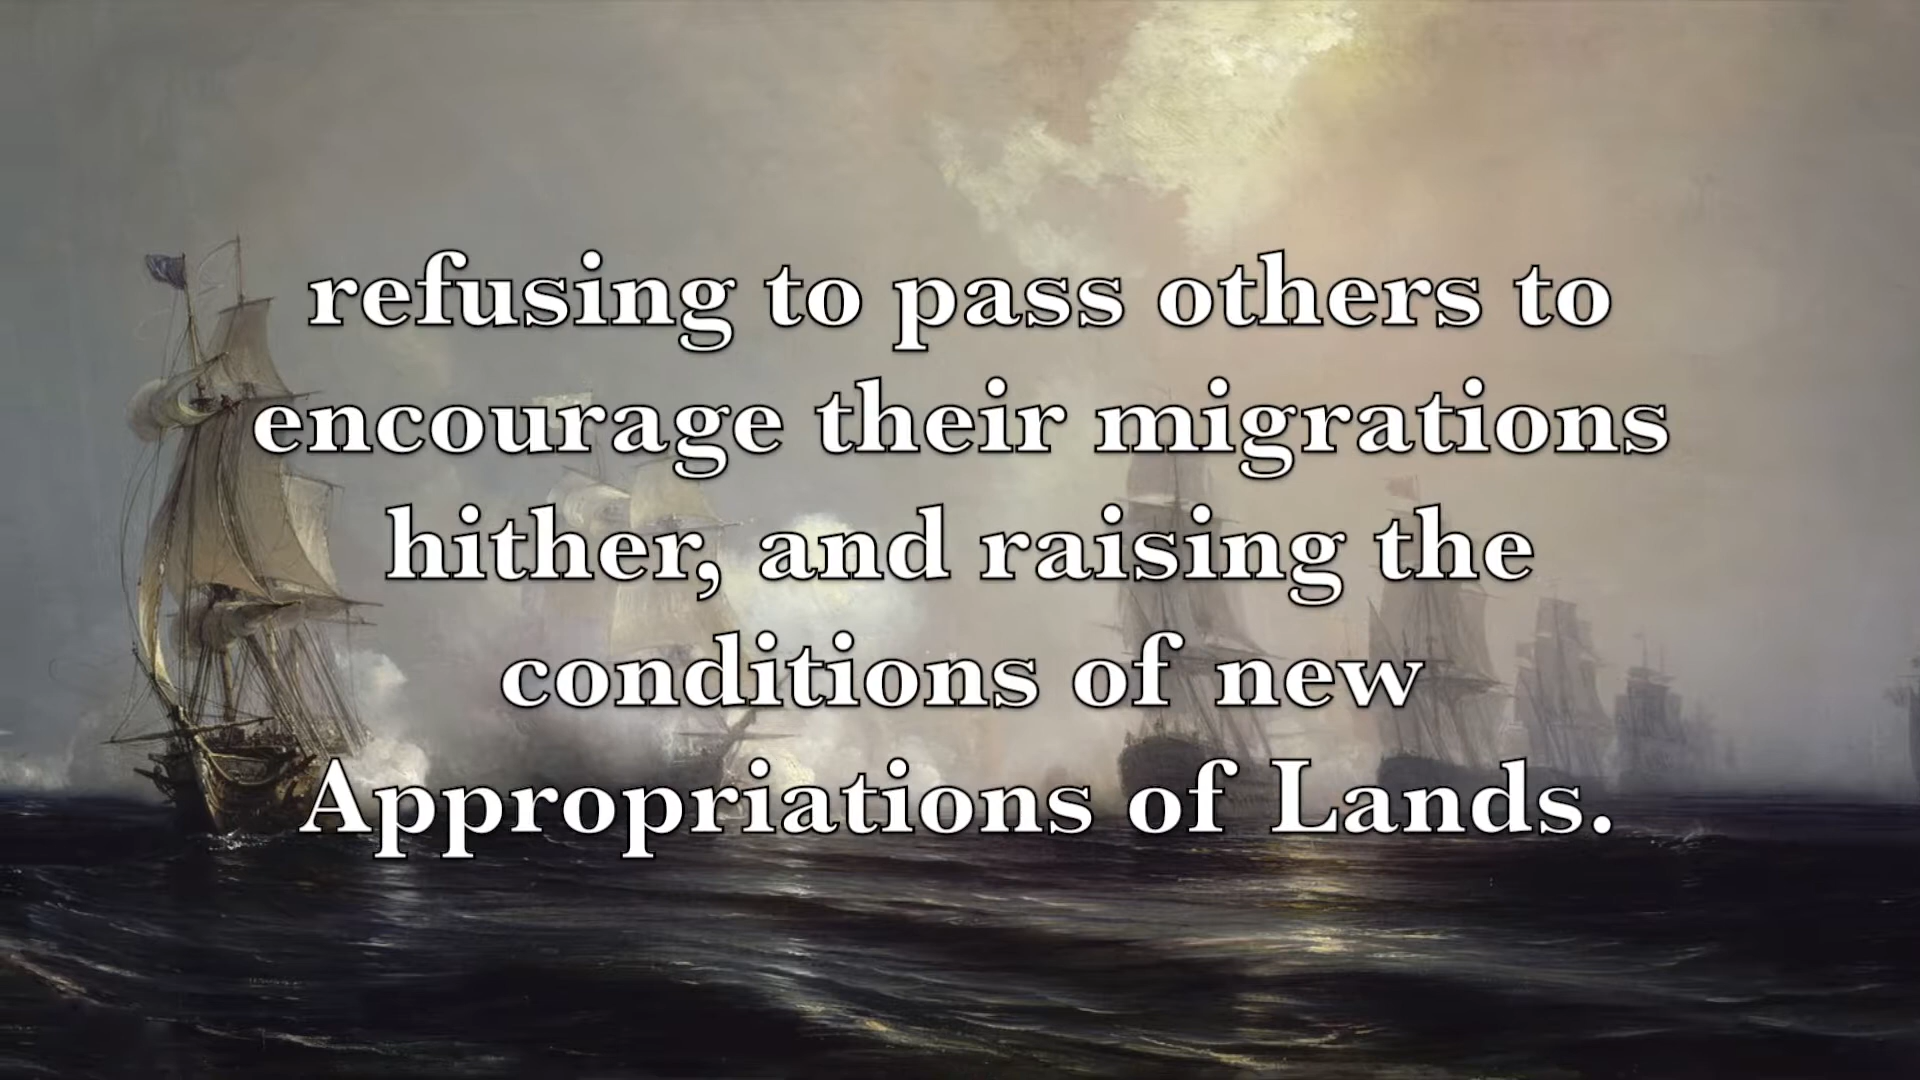 refusing to pass others to
encourage their migrations
hither, and raising the
conditions of new
Appropriations of Lands.